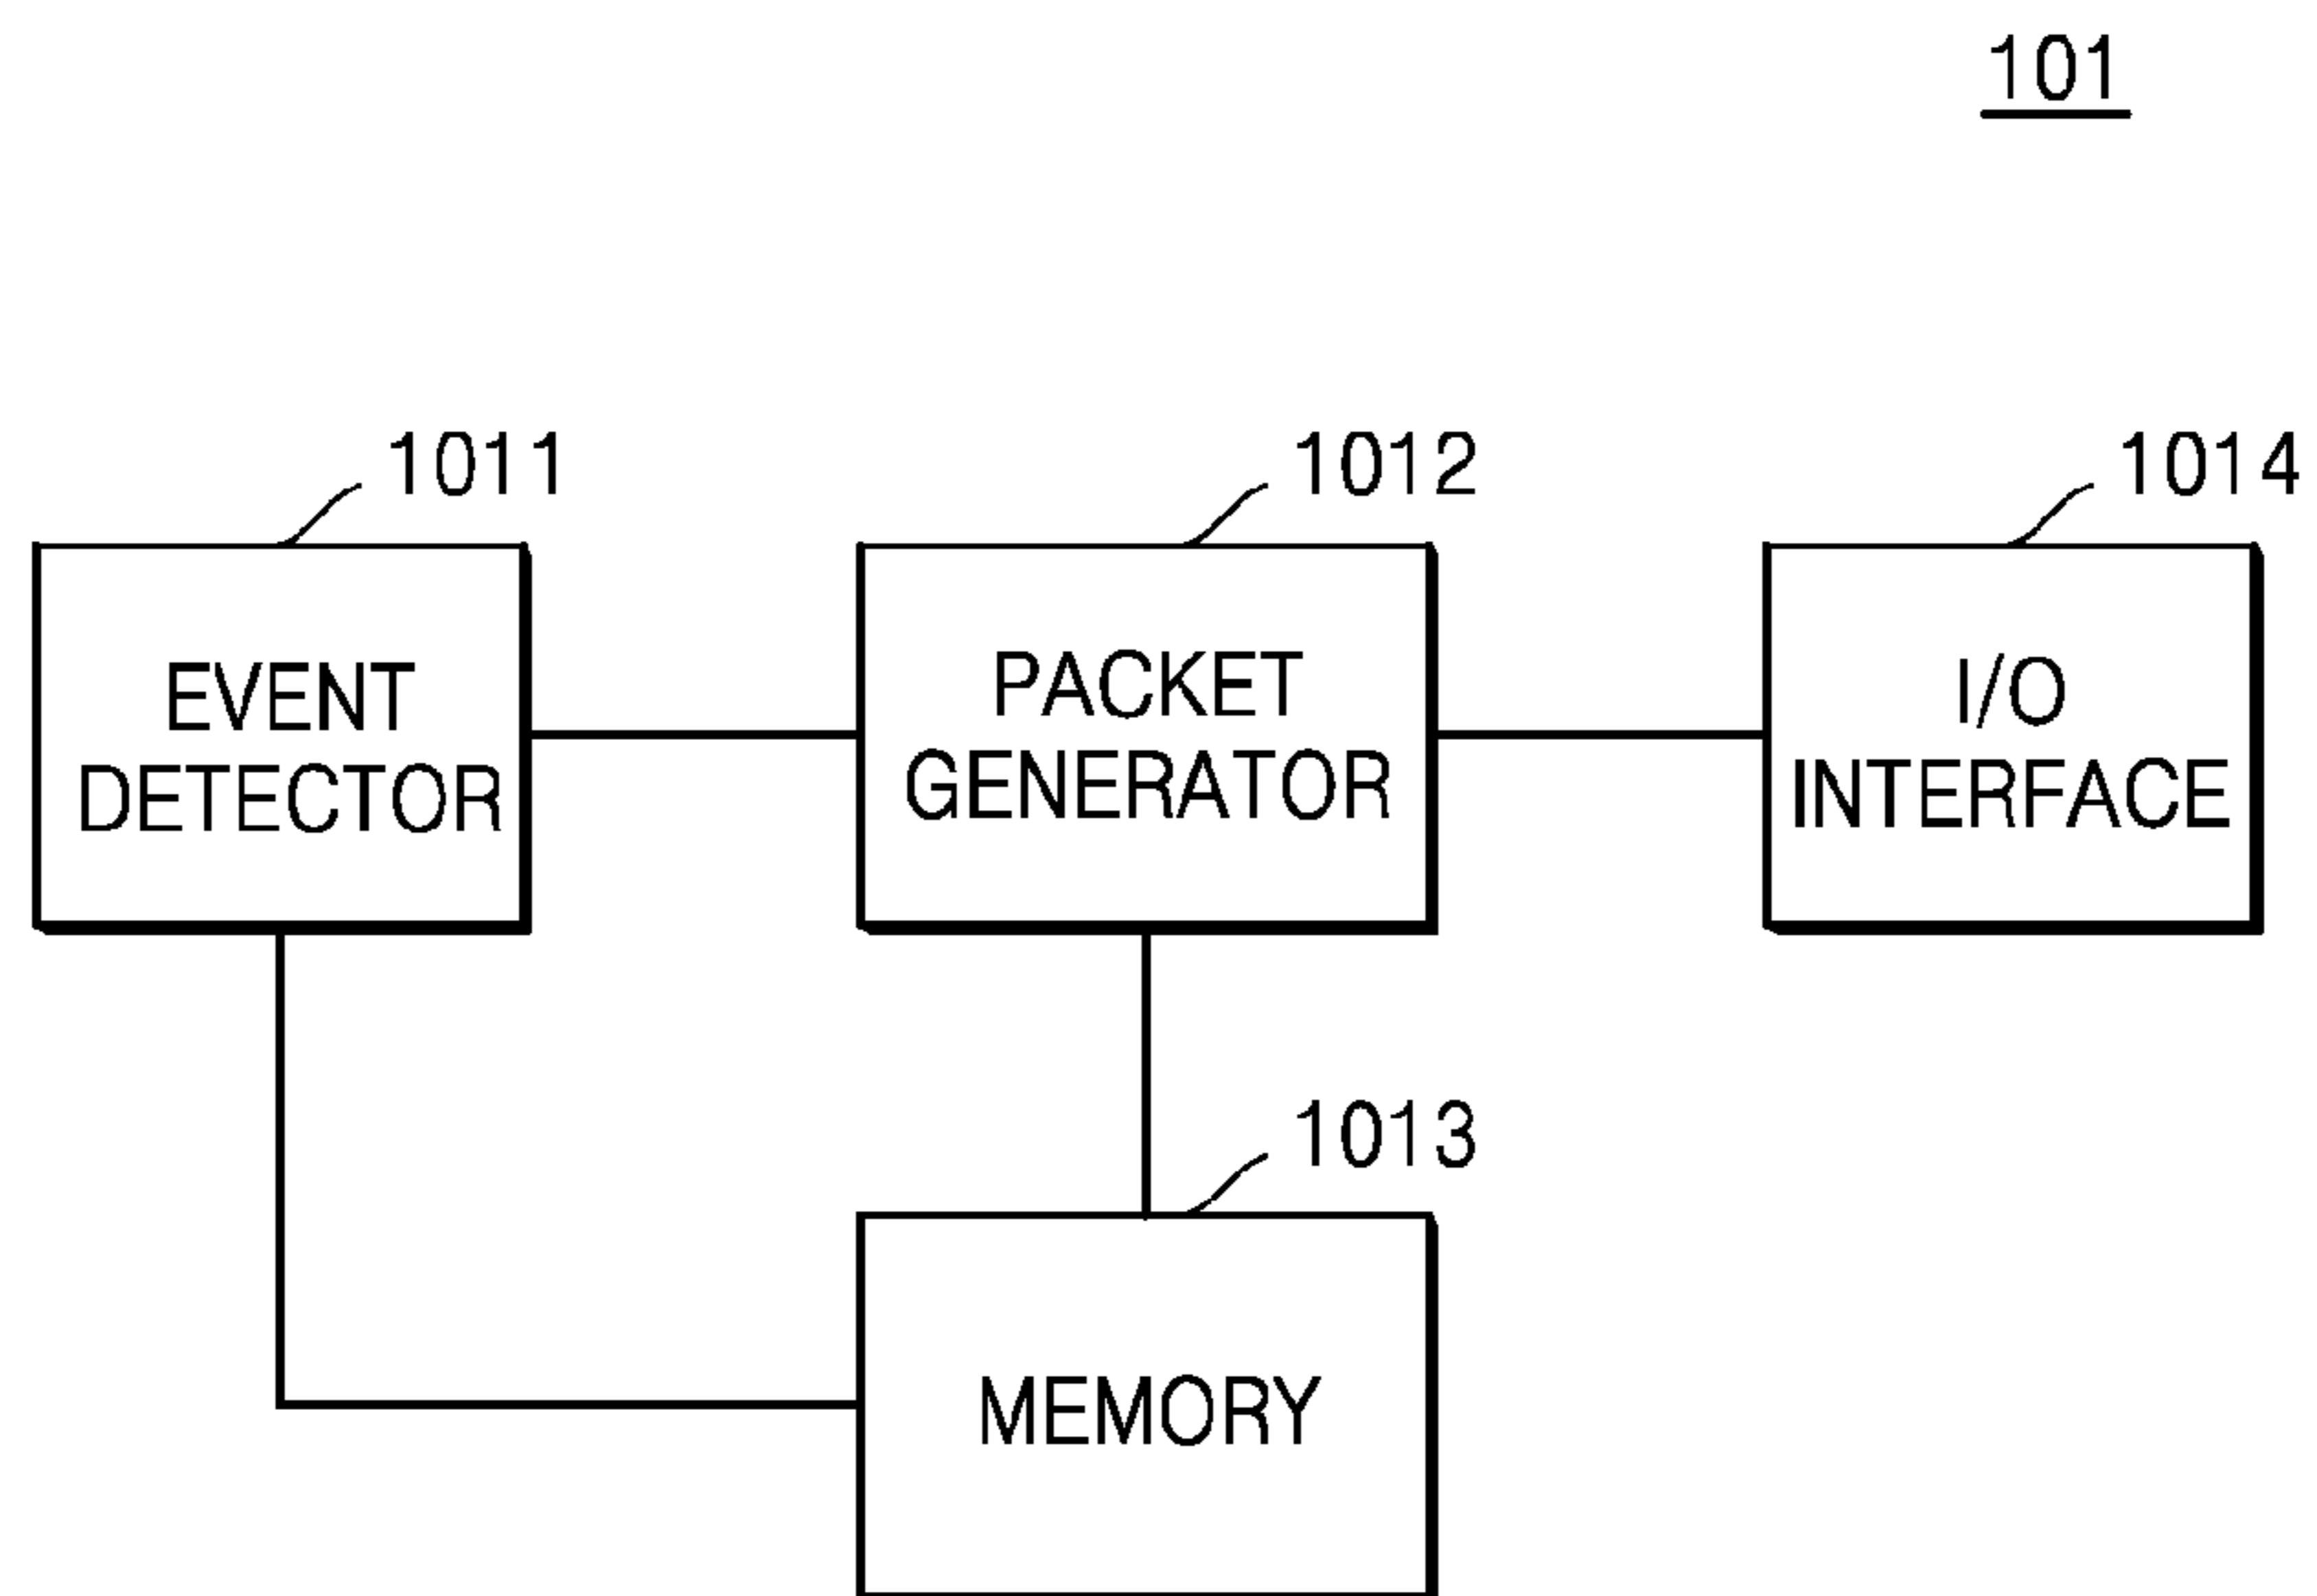 101
1011
1012
1014
EVENT
DETECTOR
PACKET
GENERATOR
I/O
INTERFACE
1013
MEMORY